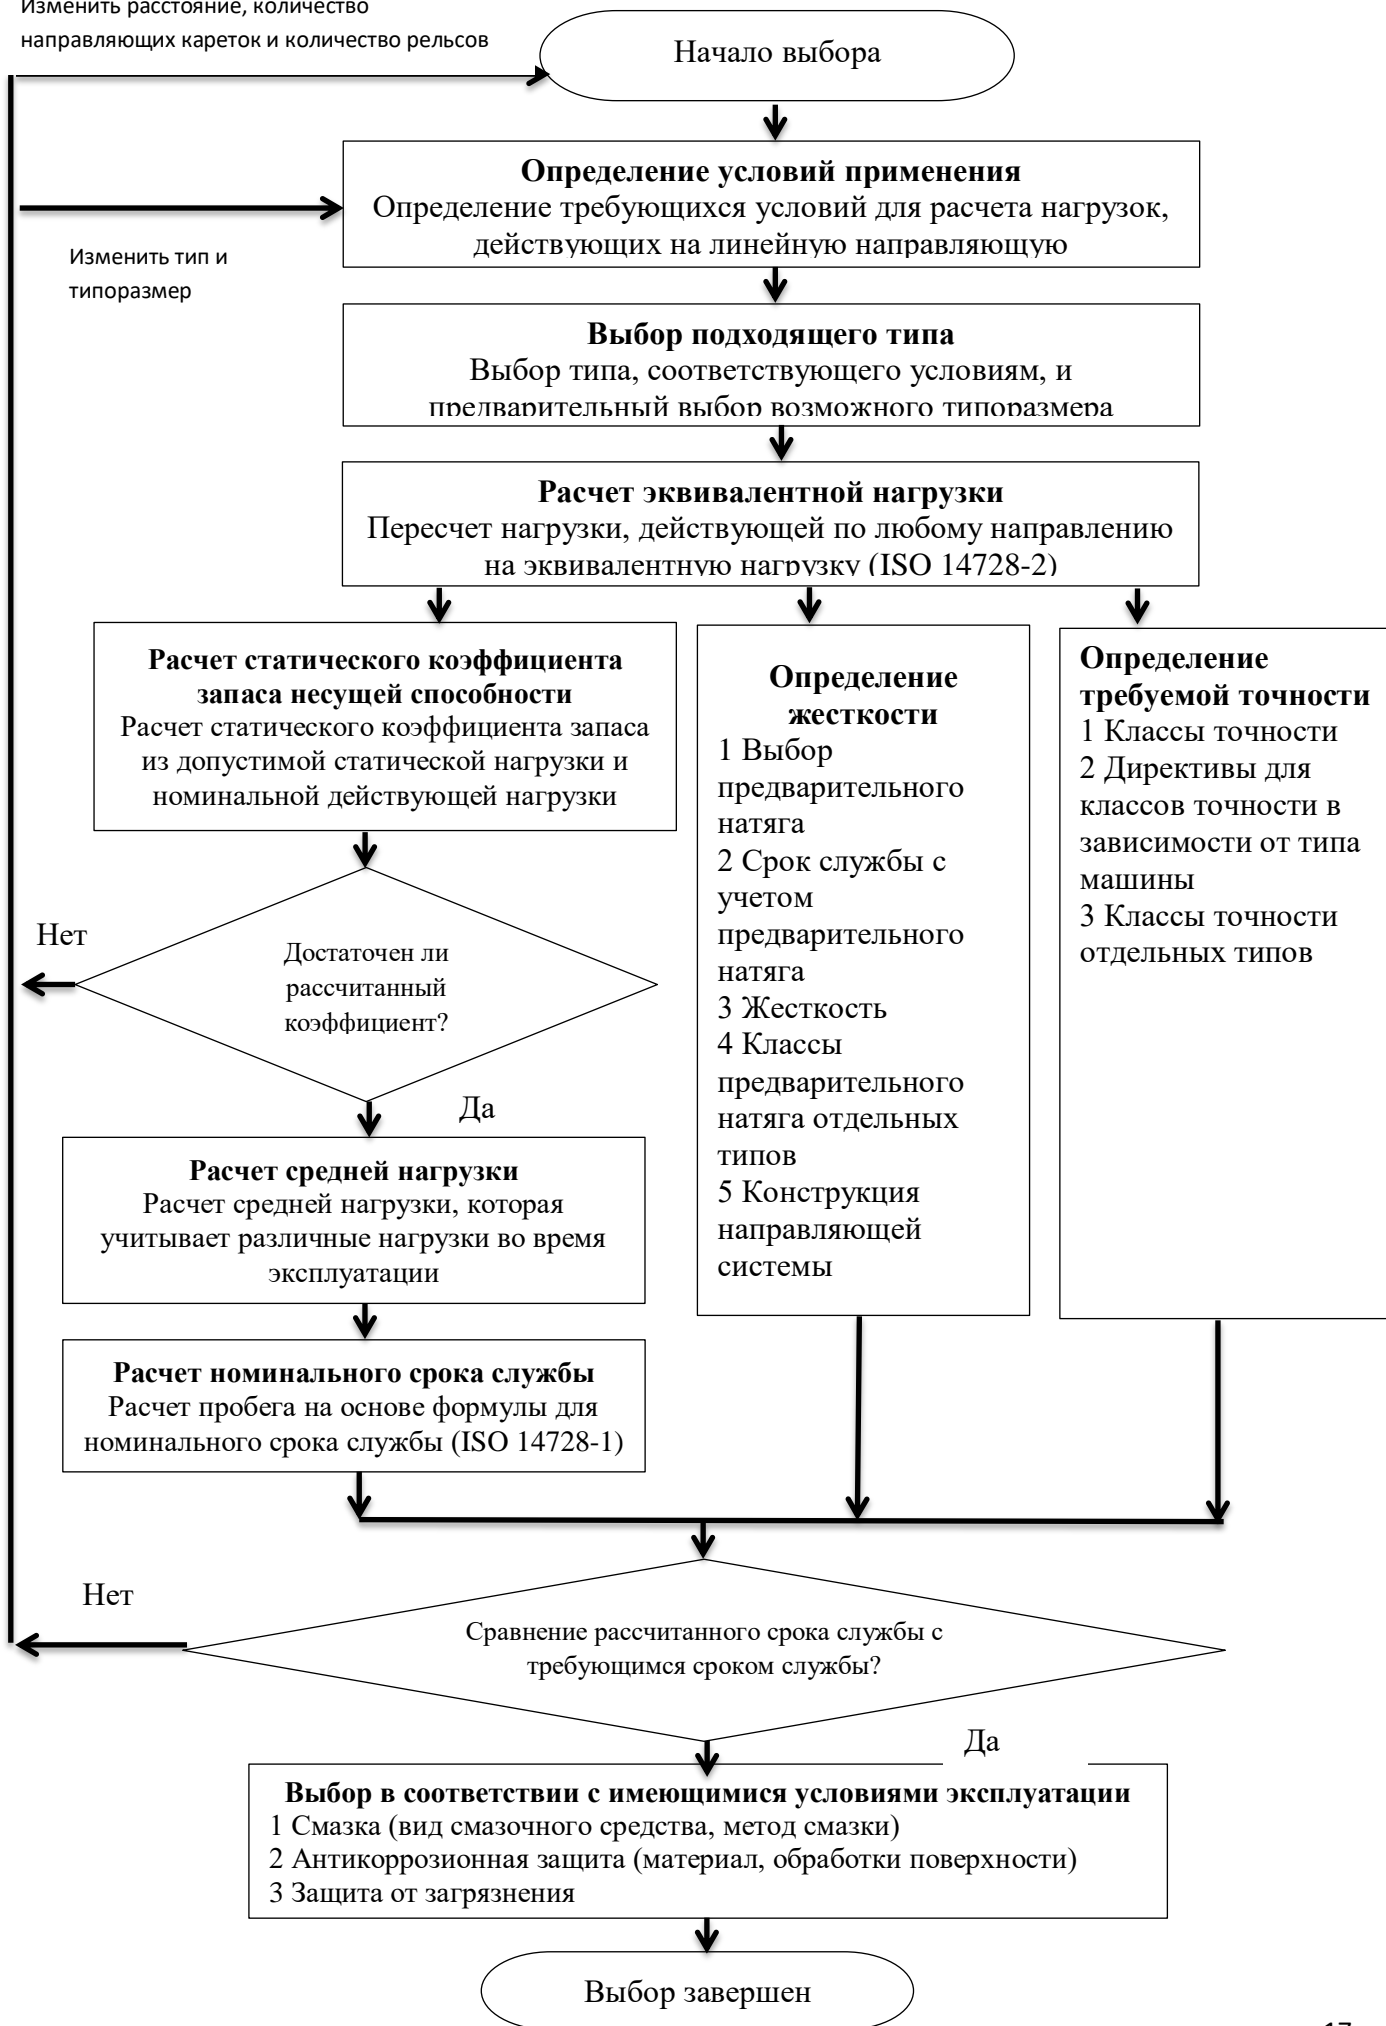 Изменить расстояние, количество
направляющих кареток и количество рельсов
Начало выбора
Определение условий применения
Определение требующихся условий для расчета нагрузок,
действующих на линейную направляющую
Изменить тип и
типоразмер
Выбор подходящего типа
Выбор типа, соответствующего условиям, и
предварительный выбор возможного типоразмера
Расчет эквивалентной нагрузки
Пересчет нагрузки, действующей по любому направлению
на эквивалентную нагрузку (ISO 14728-2)
Расчет статического коэффициента
запаса несущей способности
Расчет статического коэффициента запаса
из допустимой статической нагрузки и
номинальной действующей нагрузки
Определение
жесткости
1 Выбор
предварительного
натяга
2 Срок службы с
учетом
предварительного
натяга
3 Жесткость
4 Классы
предварительного
натяга отдельных
типов
5 Конструкция
направляющей
системы
Определение
требуемой точности
1 Классы точности
2 Директивы для
классов точности в
зависимости от типа
машины
3 Классы точности
отдельных типов
Нет
Достаточен ли
рассчитанный
коэффициент?
Да
Расчет средней нагрузки
Расчет средней нагрузки, которая
учитывает различные нагрузки во время
эксплуатации
Расчет номинального срока службы
Расчет пробега на основе формулы для
номинального срока службы (ISO 14728-1)
Нет
Сравнение рассчитанного срока службы с
требующимся сроком службы?
Да
Выбор в соответствии с имеющимися условиями эксплуатации
1 Смазка (вид смазочного средства, метод смазки)
2 Антикоррозионная защита (материал, обработки поверхности)
3 Защита от загрязнения
Выбор завершен
17